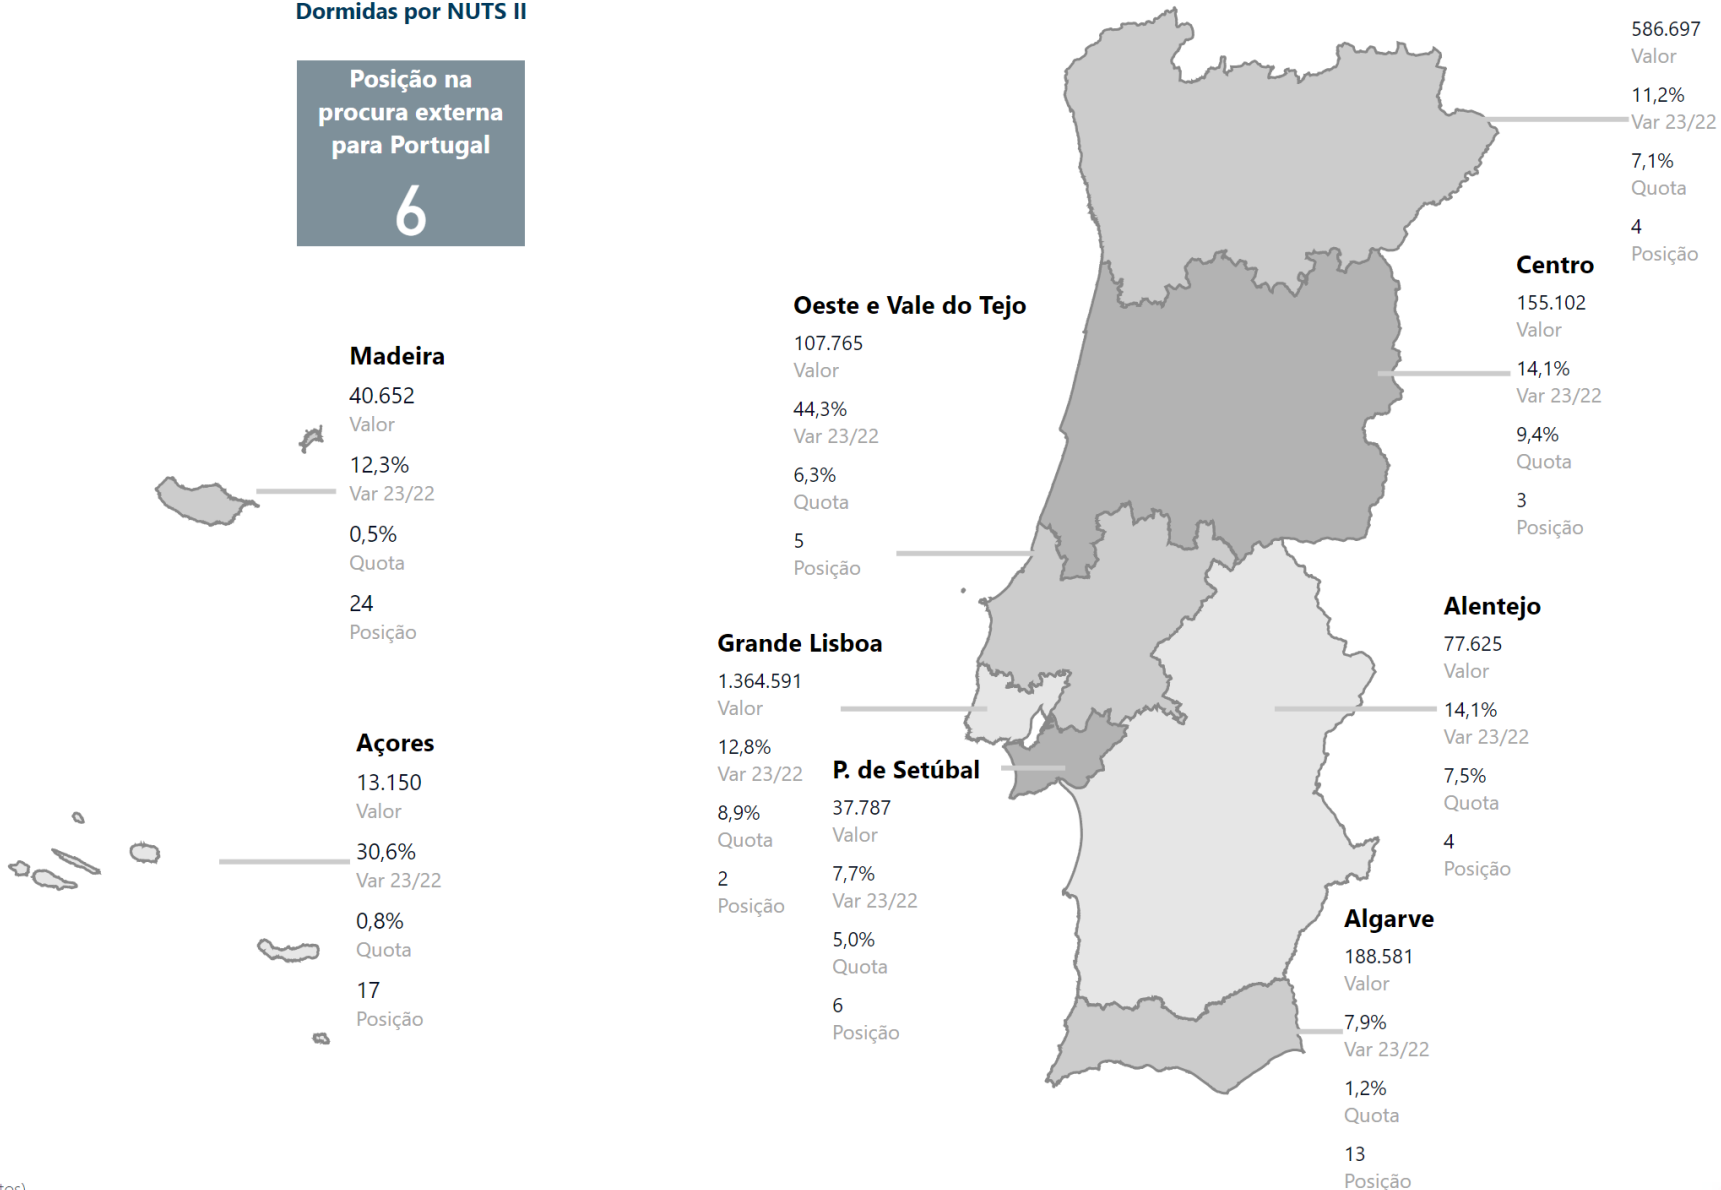 Dormidas por NUTS II
Posição na
procura externa
para Portugal
6
586.697
Valor
11,2%
Var 23/22
7,1%
Quota
4
Posição
Centro
155.102
Valor
14,1%
Var 23/22
9,4%
Quota
3
Posição
Oeste e Vale do Tejo
107.765
Valor
44,3%
Var 23/22
6,3%
Quota
5
Posição
Madeira
40.652
Valor
12,3%
Var 23/22
0,5%
Quota
24
Posição
Alentejo
77.625
Valor
14,1%
Var 23/22
7,5%
Quota
4
Posição
Grande Lisboa
1.364.591
Valor
12,8%
Var 23/22
8,9%
Quota
2
Posição
P. de Setúbal
37.787
Valor
7,7%
Var 23/22
5,0%
Quota
6
Posição
Açores
13.150
Valor
30,6%
Var 23/22
0,8%
Quota
17
Posição
Algarve
188.581
Valor
7,9%
Var 23/22
1,2%
Quota
13
Posição